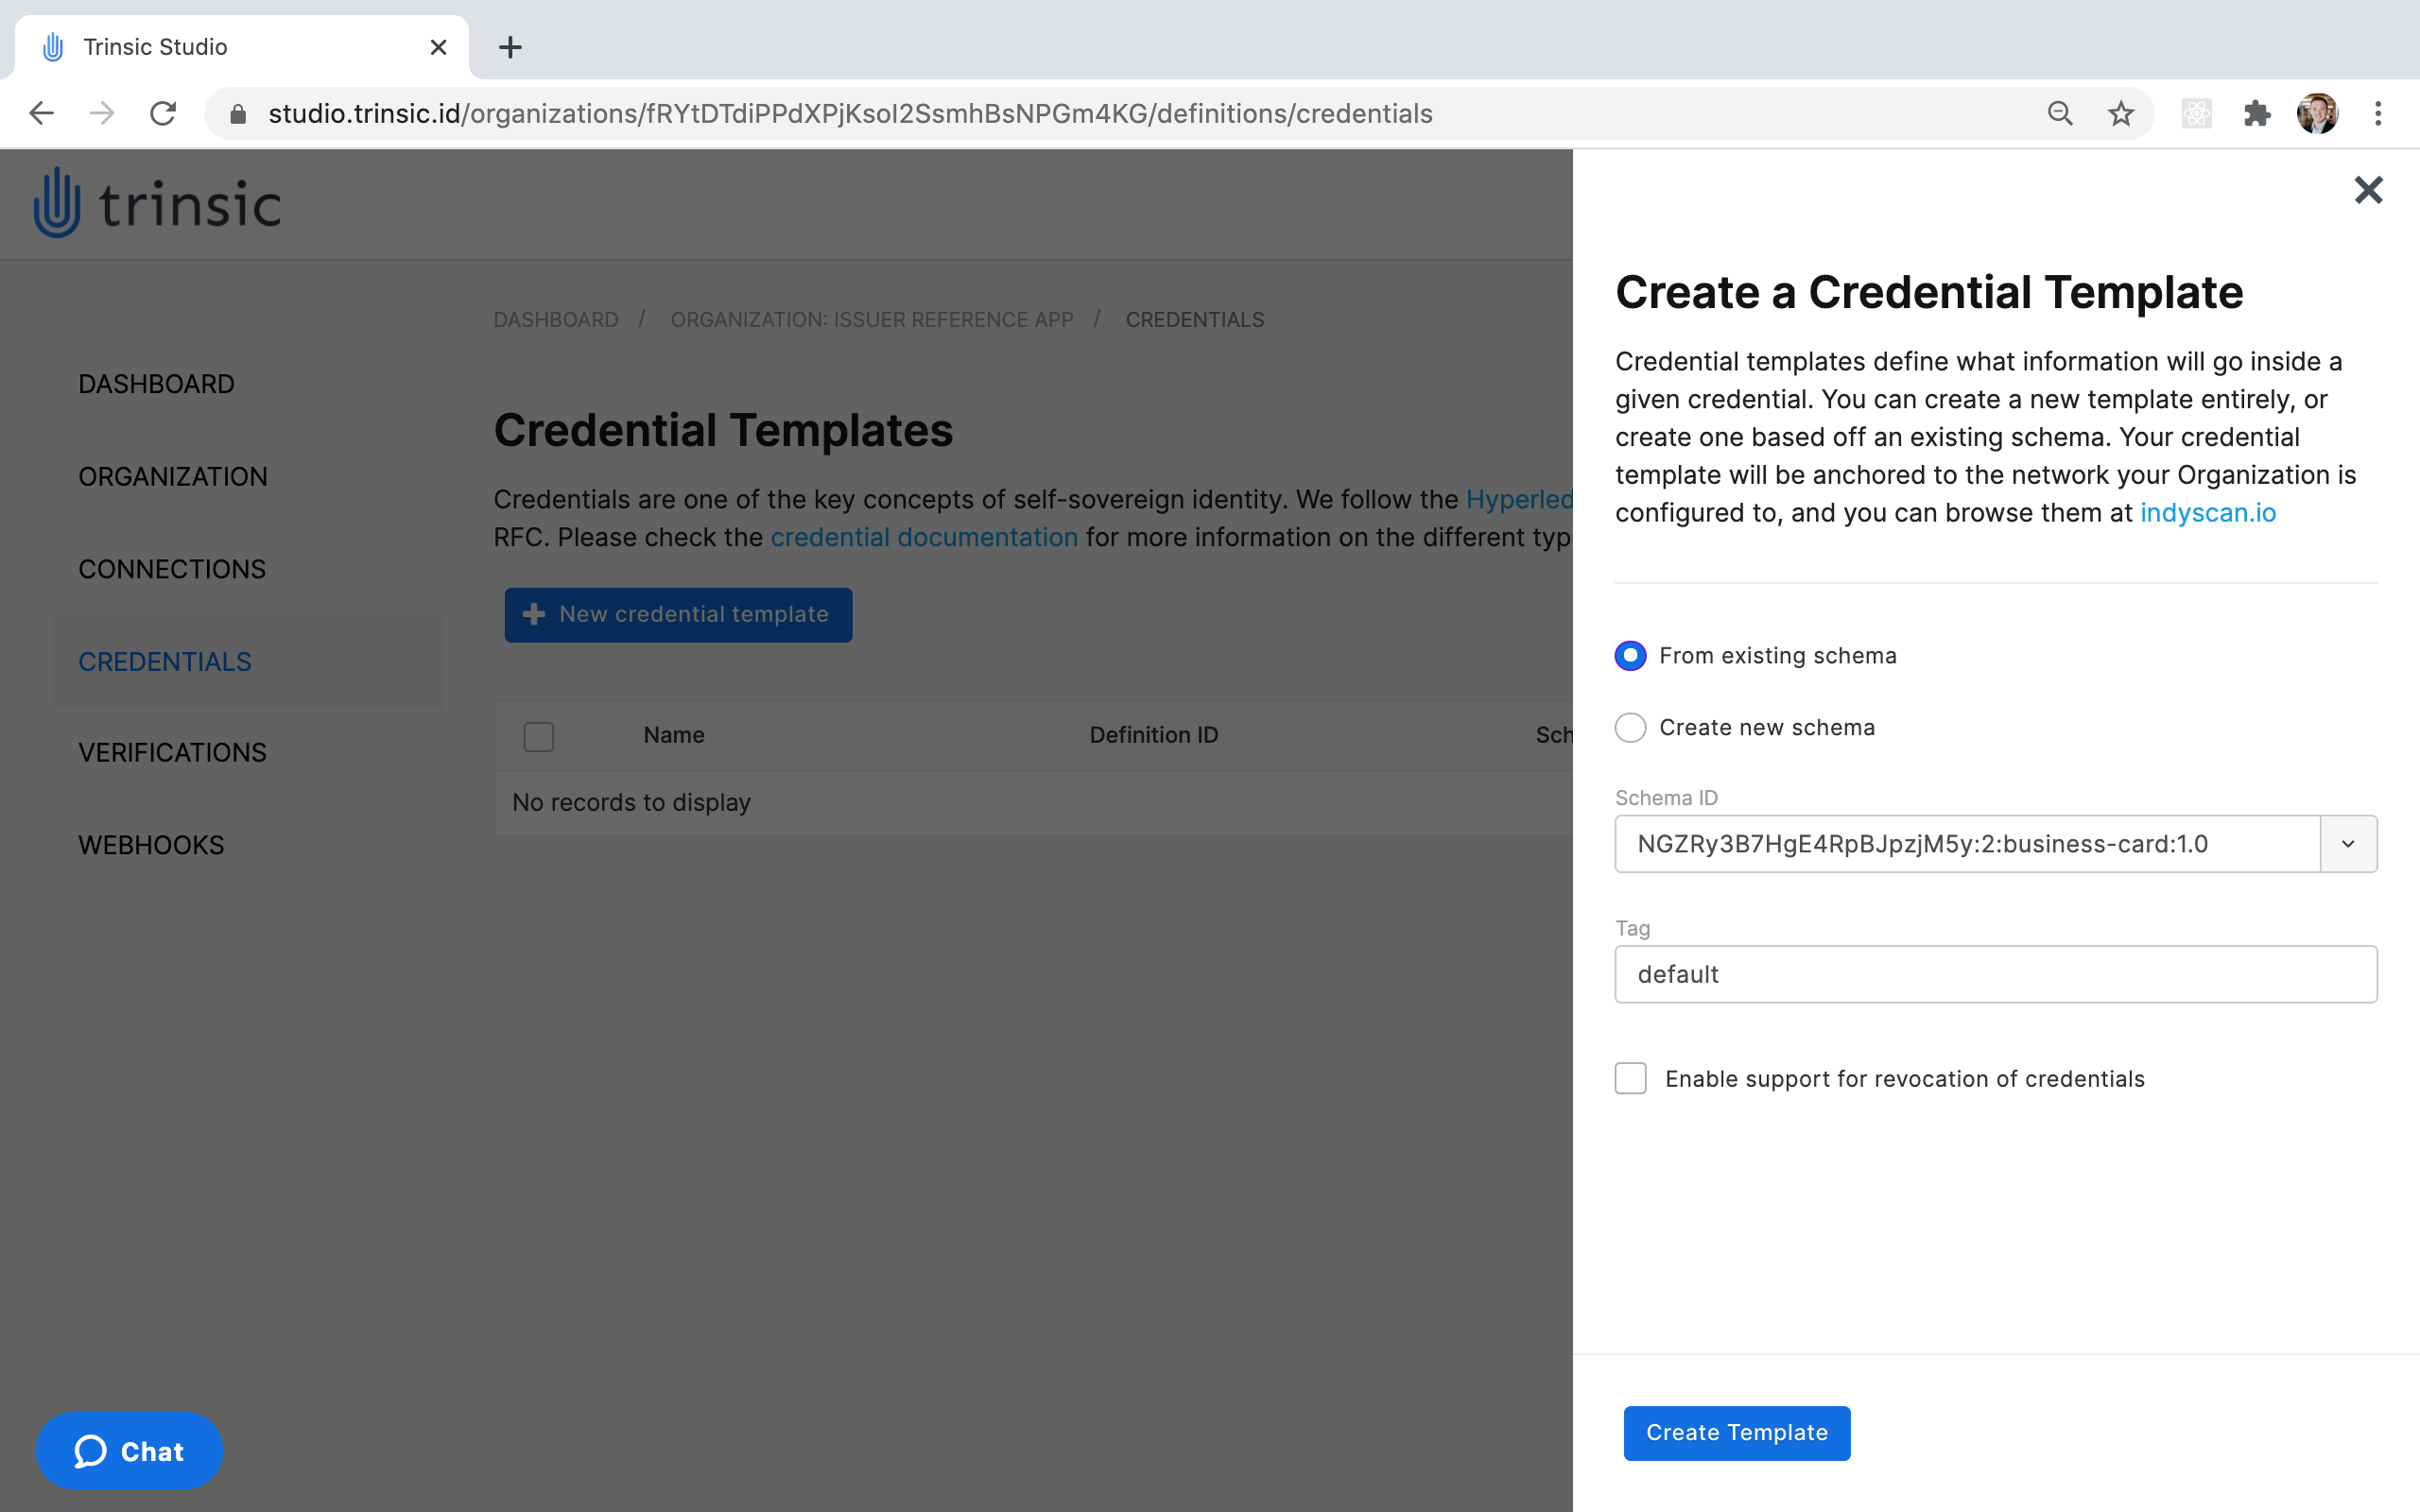 Trinsic Studio
studio.trinsic.id/organizations/fRYtDTdiPPdXPjKsoI2SsmhBsNPGm4KG/definitions/credentials
trinsic
DASHBOARD
ORGANIZATION
CONNECTIONS
CREDENTIALS
VERIFICATIONS
WEBHOOKS
Chat
DASHBOARD / ORGANIZATION: ISSUER REFERENCE APP / CREDENTIALS
Credential Templates
Credentials are one of the key concepts of self-sovereign identity. We follow the Hyperled
RFC. Please check the credential documentation for more information on the different typ
New credential template
Name Definition ID Sch
No records to display
Create a Credential Template
Credential templates define what information will go inside a
given credential. You can create a new template entirely, or
create one based off an existing schema. Your credential
template will be anchored to the network your Organization is
configured to, and you can browse them at indyscan.io
From existing schema
Create new schema
Schema ID
NGZRy3B7HgE4RpBJpzjM5y:2:business-card:1.0
Tag
default
Enable support for revocation of credentials
Create Template